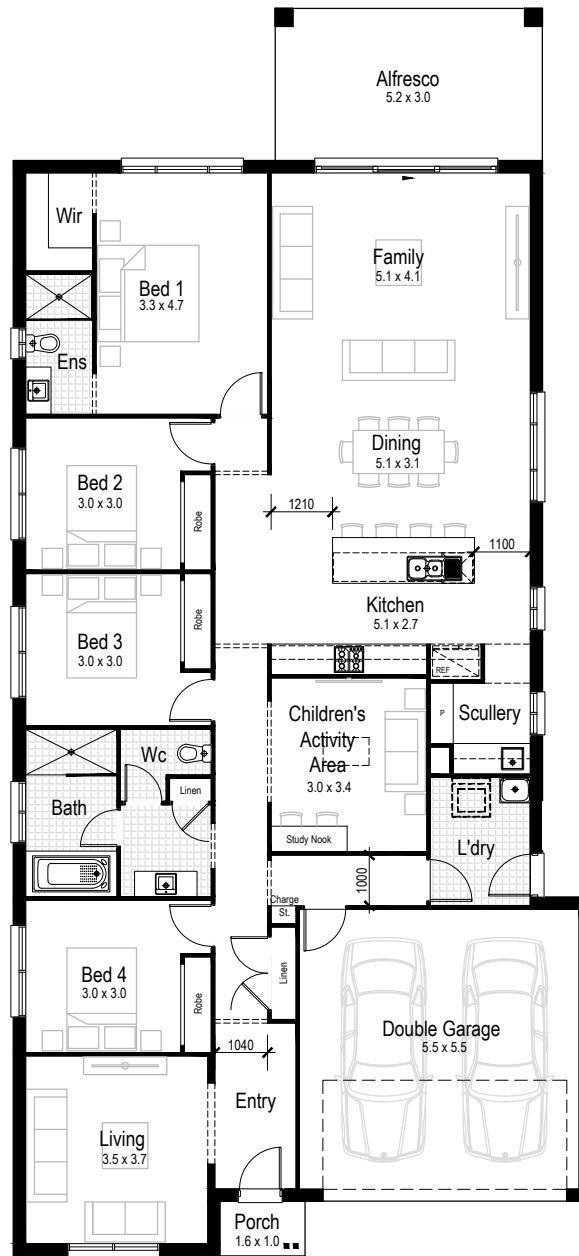 Alfresco
5.2 x 3.0
Wir
Bed 1
3.3 x 4.7
Family
5.1 x 4.1
Ens
Dining
5.1 x 3.1
Bed 2
3.0 x 3.0
Robe
1210
1100
Kitchen
5.1 x 2.7
Bed 3
3.0 x 3.0
Robe
REF
Children's
Activity
Area
3.0 x 3.4
P
Scullery
Wc
Linen
Bath
Study Nook
L'dry
1000
Charge
St.
Bed 4
3.0 x 3.0
Robe
Linen
Double Garage
5.5 x 5.5
1040
Entry
Living
3.5 x 3.7
Porch
1.6 x 1.0